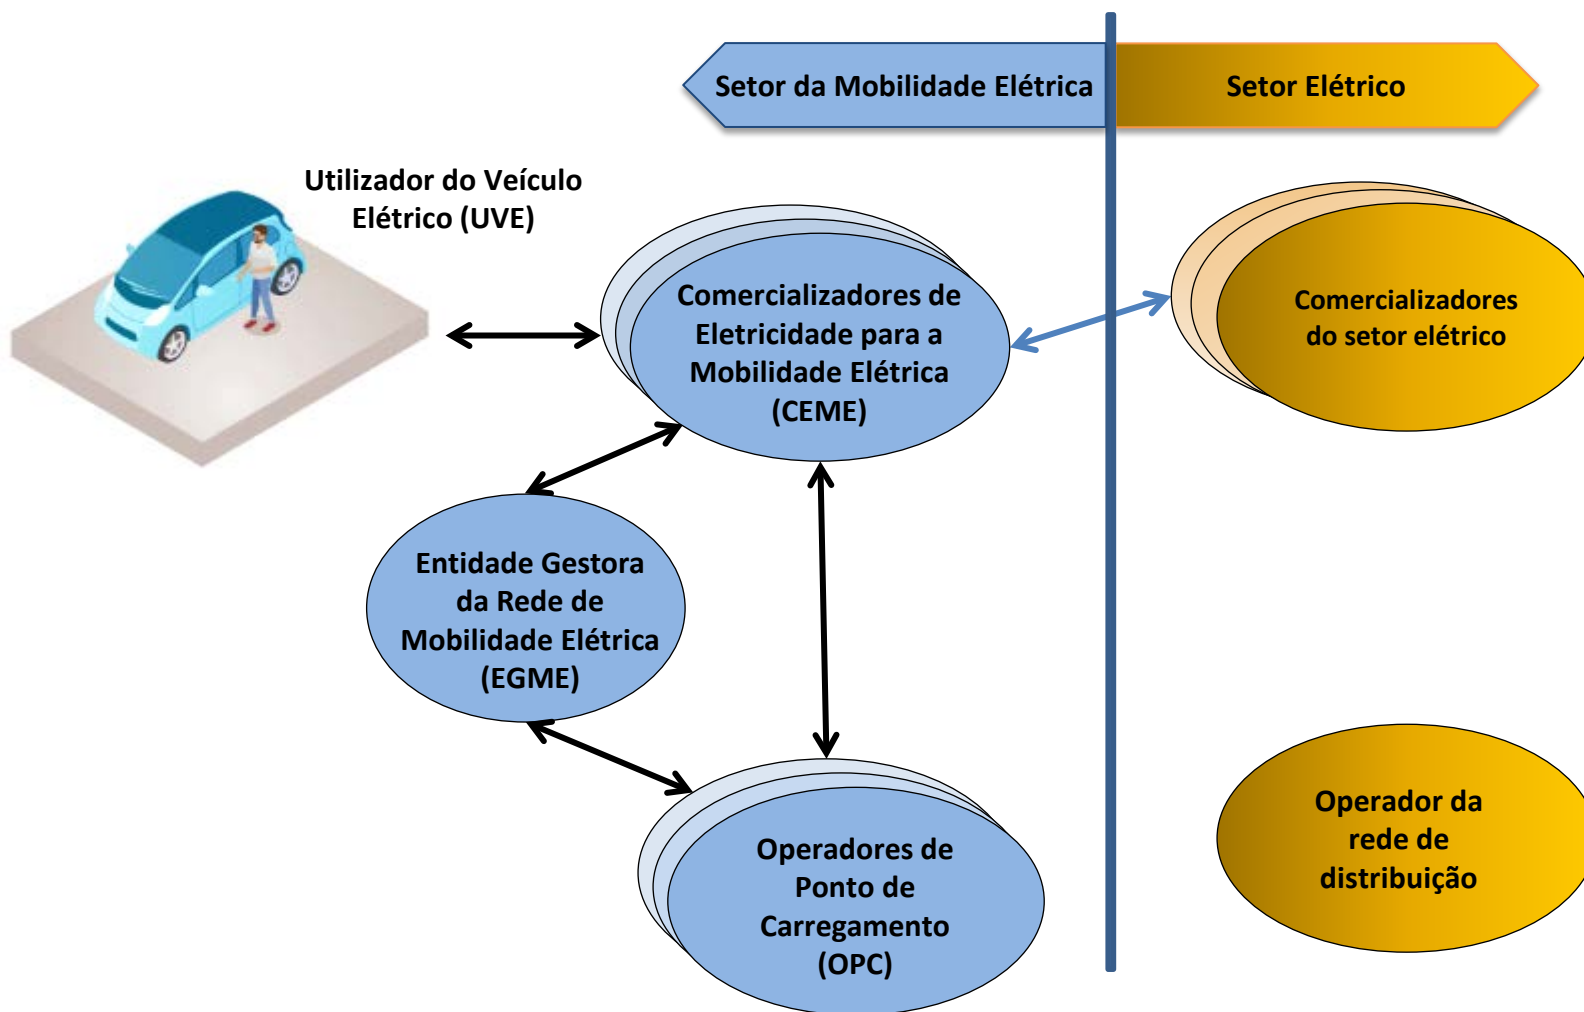 Setor da Mobilidade Elétrica
Setor Elétrico
Utilizador do Veículo
Elétrico (UVE)
Comercializadores de
Eletricidade para a
Mobilidade Elétrica
(CEME)
Comercializadores
do setor elétrico
Entidade Gestora
da Rede de
Mobilidade Elétrica
(EGME)
Operadores de
Ponto de
Carregamento
(OPC)
Operador da
rede de
distribuição